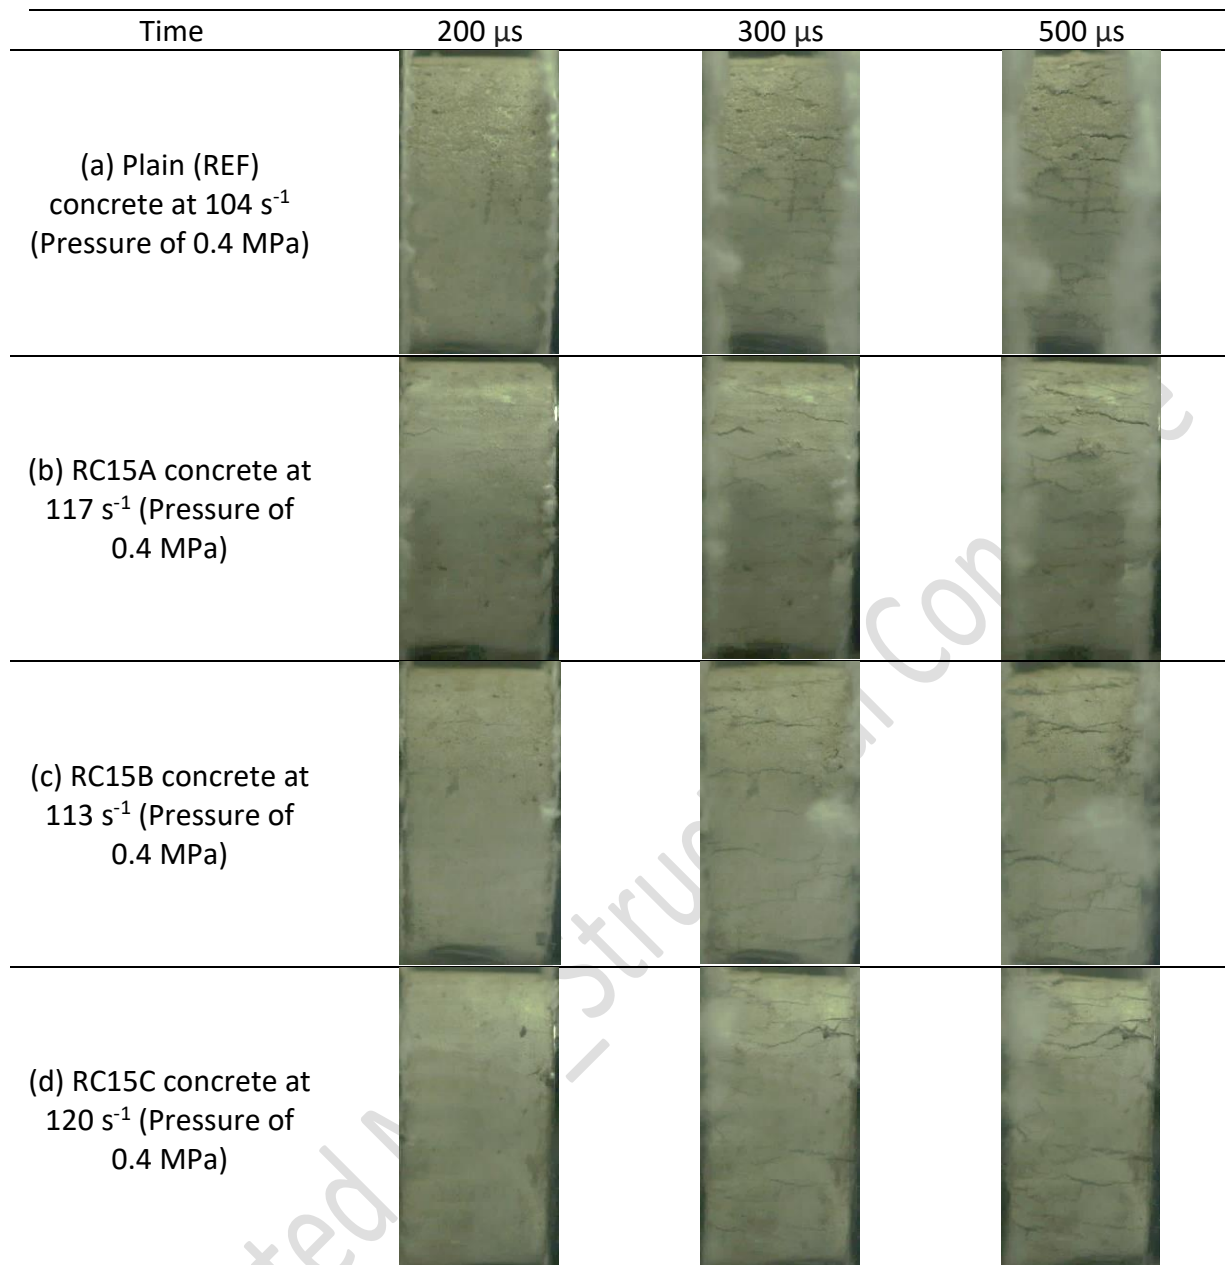 Time 200 μs 300 μs 500 μs
(a) Plain (REF)
concrete at 104 s⁻¹
(Pressure of 0.4 MPa)
(b) RC15A concrete at
117 s⁻¹ (Pressure of
0.4 MPa)
(c) RC15B concrete at
113 s⁻¹ (Pressure of
0.4 MPa)
(d) RC15C concrete at
120 s⁻¹ (Pressure of
0.4 MPa)